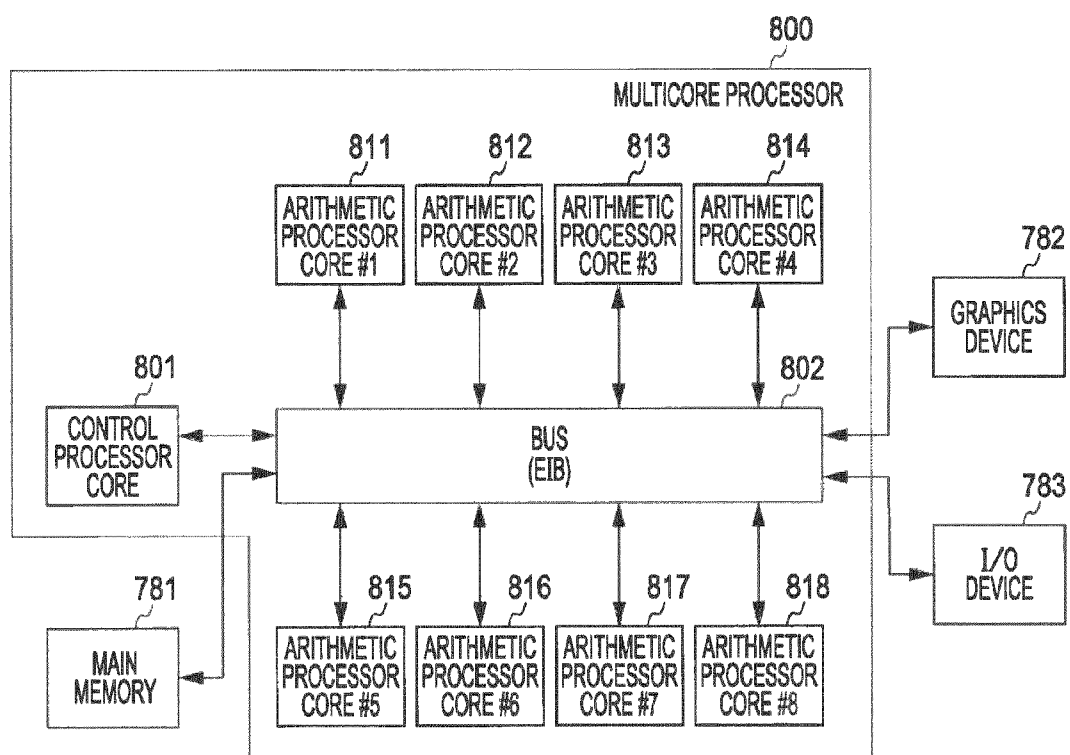 800
MULTICORE PROCESSOR
811
812
813
814
ARITHMETIC
PROCESSOR
CORE #1
ARITHMETIC
PROCESSOR
CORE #2
ARITHMETIC
PROCESSOR
CORE #3
ARITHMETIC
PROCESSOR
CORE #4
782
GRAPHICS
DEVICE
801
CONTROL
PROCESSOR
CORE
802
BUS
(EIB)
783
I/O
DEVICE
781
MAIN
MEMORY
815
816
817
818
ARITHMETIC
PROCESSOR
CORE #5
ARITHMETIC
PROCESSOR
CORE #6
ARITHMETIC
PROCESSOR
CORE #7
ARITHMETIC
PROCESSOR
CORE #8